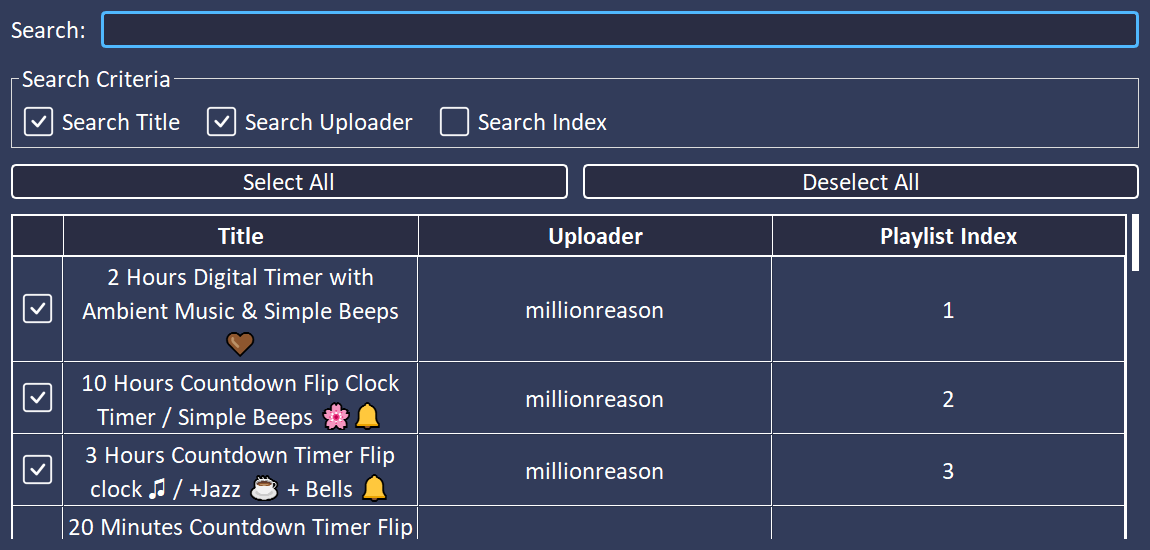 Search:
Search Criteria
Search Title Search Uploader Search Index
Select All Deselect All
Title Uploader Playlist Index
2 Hours Digital Timer with
Ambient Music & Simple Beeps
🤎
millionreason 1
10 Hours Countdown Flip Clock
Timer / Simple Beeps 🌸🔔
millionreason 2
3 Hours Countdown Timer Flip
clock 🎵 / +Jazz ☕ + Bells 🔔
millionreason 3
20 Minutes Countdown Timer Flip